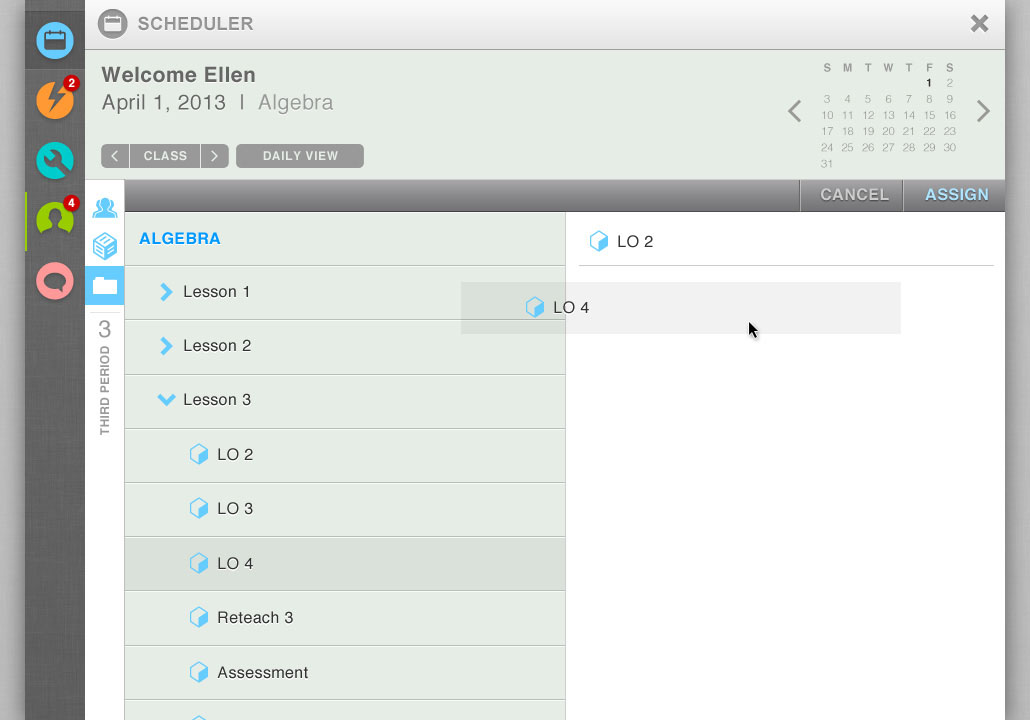 SCHEDULER
Welcome Ellen
April 1, 2013 | Algebra
CLASS
DAILY VIEW
S M T W T F S
1 2
3 4 5 6 7 8 9
10 11 12 13 14 15 16
17 18 19 20 21 22 23
24 25 26 27 28 29 30
31
2
4
CANCEL
ASSIGN
3
THIRD PERIOD
ALGEBRA
Lesson 1
Lesson 2
Lesson 3
LO 2
LO 3
LO 4
Reteach 3
Assessment
LO 2
LO 4